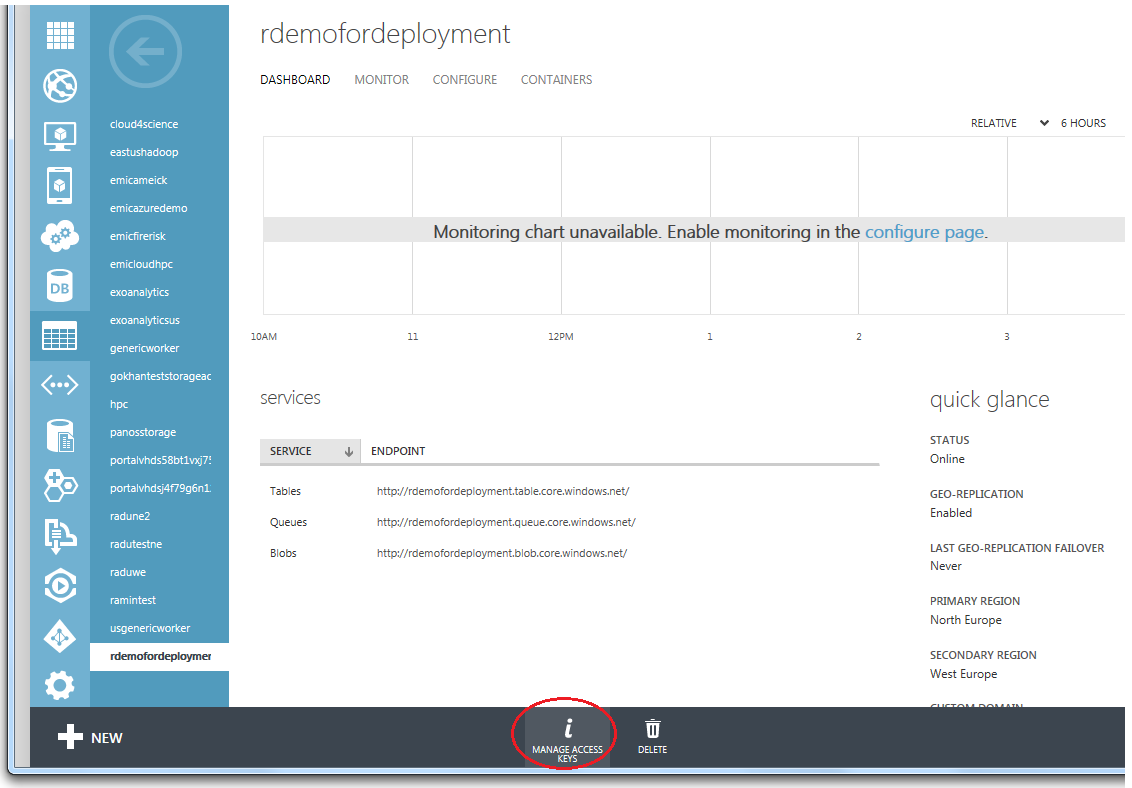 rdemofordeployment
DASHBOARD MONITOR CONFIGURE CONTAINERS
cloud4science
eastushadoop
emicameick
emicazuredemo
emicfirerisk
emicloudhpc
exoanalytics
exoanalyticsus
genericworker
gokhanteststorageac
hpc
panosstorage
portalvhds58bt1vxj75
portalvhdsj4f79g6n1
radune2
radutestne
raduwe
ramintest
usgenericworker
rdemofordeploymer
DB
RELATIVE 6 HOURS
Monitoring chart unavailable. Enable monitoring in the configure page.
10AM 11 12PM 1 2 3
services
SERVICE ENDPOINT
Tables http://rdemofordeployment.table.core.windows.net/
Queues http://rdemofordeployment.queue.core.windows.net/
Blobs http://rdemofordeployment.blob.core.windows.net/
quick glance
STATUS
Online
GEO-REPLICATION
Enabled
LAST GEO-REPLICATION FAILOVER
Never
PRIMARY REGION
North Europe
SECONDARY REGION
West Europe
CUSTOM DOMAIN
NEW
i
MANAGE ACCESS
KEYS
DELETE